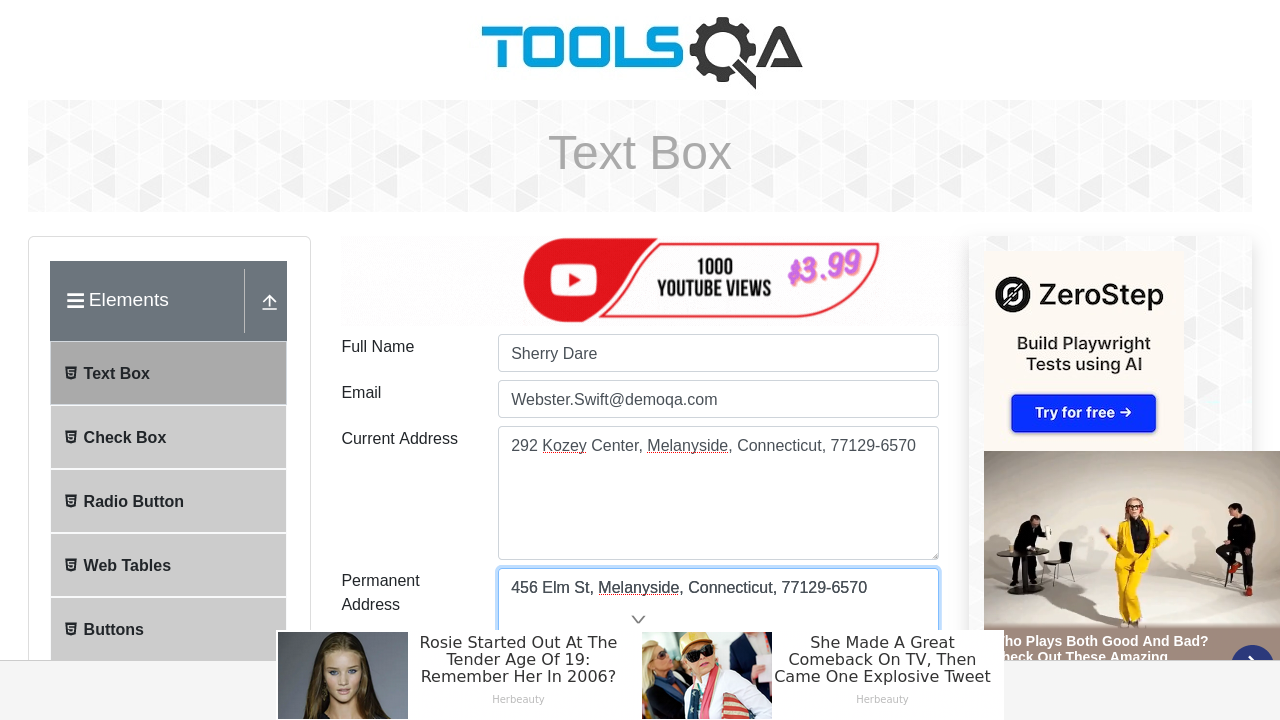 TOOLSQA
Text Box
Elements
Text Box
Check Box
Radio Button
Web Tables
Buttons
1000
YOUTUBE VIEWS
$3.99
Full Name
Sherry Dare
Email
Webster.Swift@demoqa.com
Current Address
292 Kozey Center, Melanyside, Connecticut, 77129-6570
Permanent
Address
456 Elm St, Melanyside, Connecticut, 77129-6570
ZeroStep
Build Playwright
Tests using AI
Try for free →
Who Plays Both Good And Bad?
Check Out These Amazing
Rosie Started Out At The
Tender Age Of 19:
Remember Her In 2006?
Herbeauty
She Made A Great
Comeback On TV, Then
Came One Explosive Tweet
Herbeauty